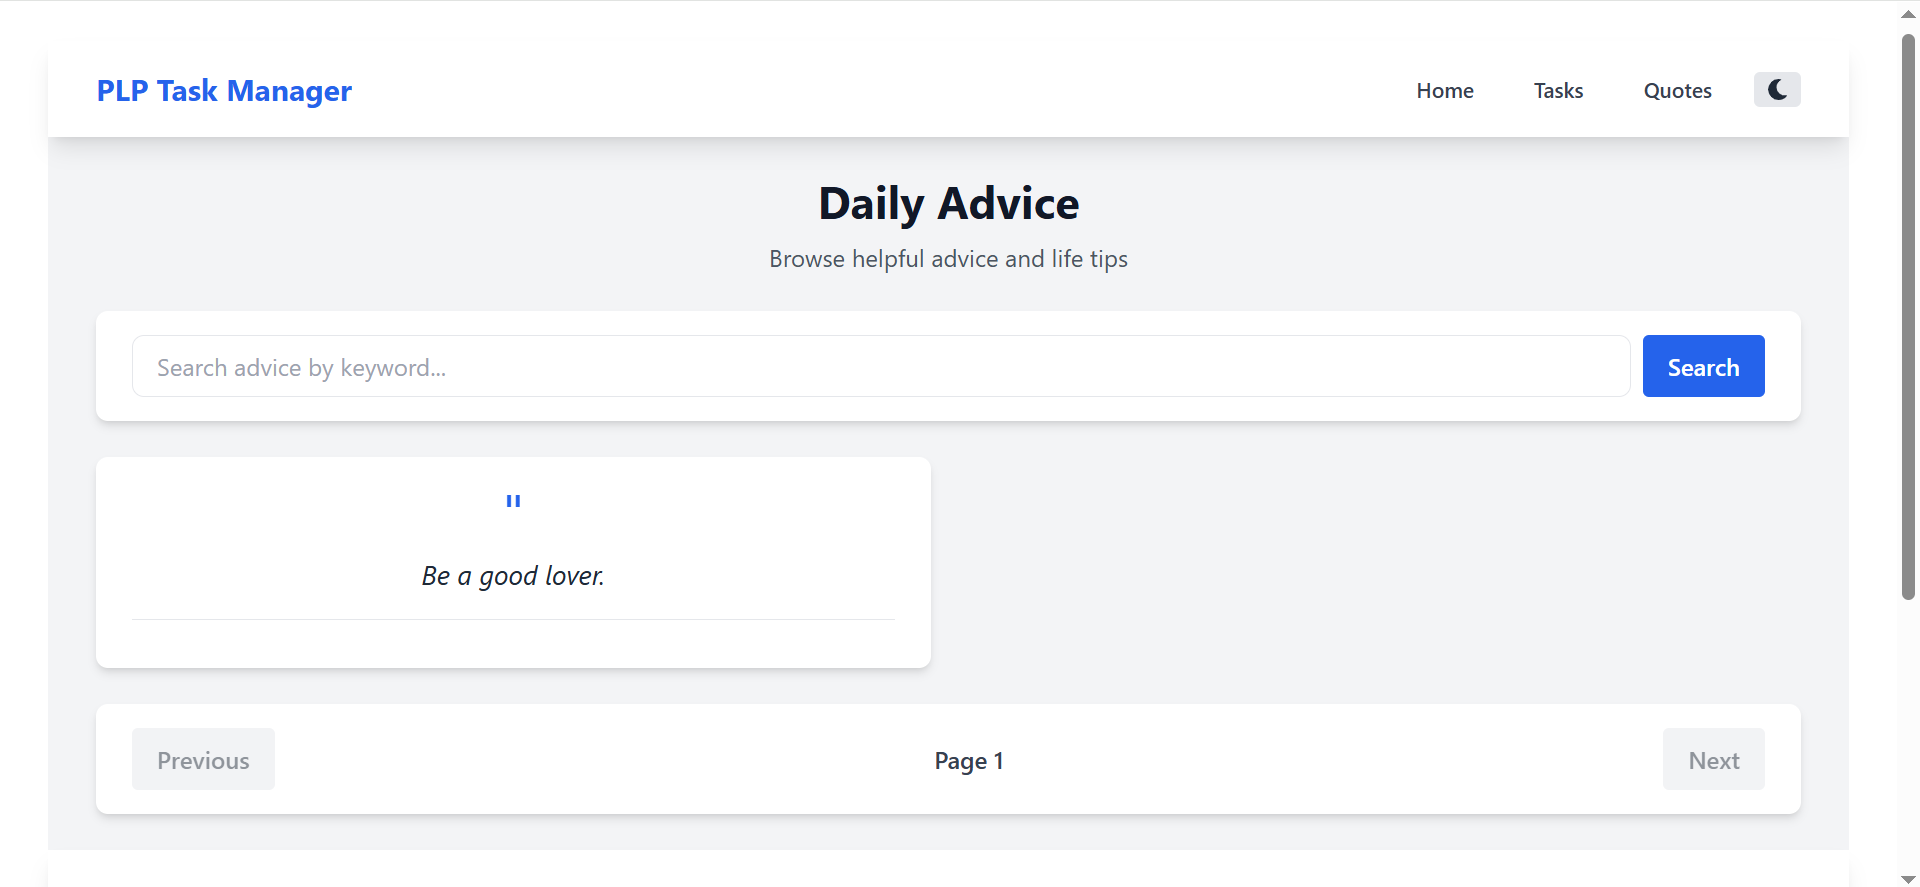 PLP Task Manager
Home Tasks Quotes
Daily Advice
Browse helpful advice and life tips
Search advice by keyword... Search
"
Be a good lover.
Previous Page 1 Next